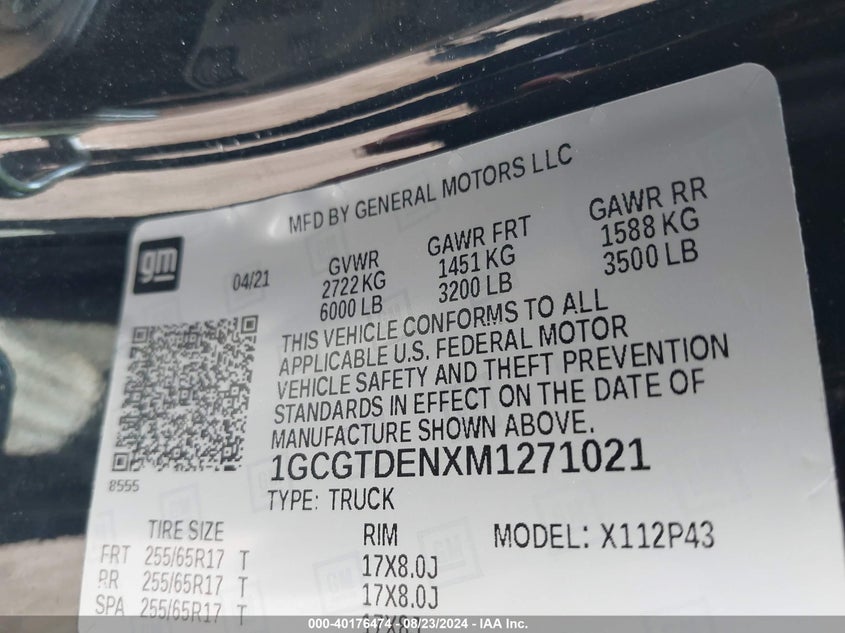 MFD BY GENERAL MOTORS LLC
gm
04/21
GVWR
2722 KG
6000 LB
GAWR FRT
1451 KG
3200 LB
GAWR RR
1588 KG
3500 LB
THIS VEHICLE CONFORMS TO ALL
APPLICABLE U.S. FEDERAL MOTOR
VEHICLE SAFETY AND THEFT PREVENTION
STANDARDS IN EFFECT ON THE DATE OF
MANUFACTURE SHOWN ABOVE.
8555
1GCGTDENXM1271021
TYPE: TRUCK
TIRE SIZE RIM MODEL: X112P43
FRT 255/65R17 T 17X8.0J
RR 255/65R17 T 17X8.0J
SPA 255/65R17 T
000-40176474 - 08/23/2024 - IAA Inc.